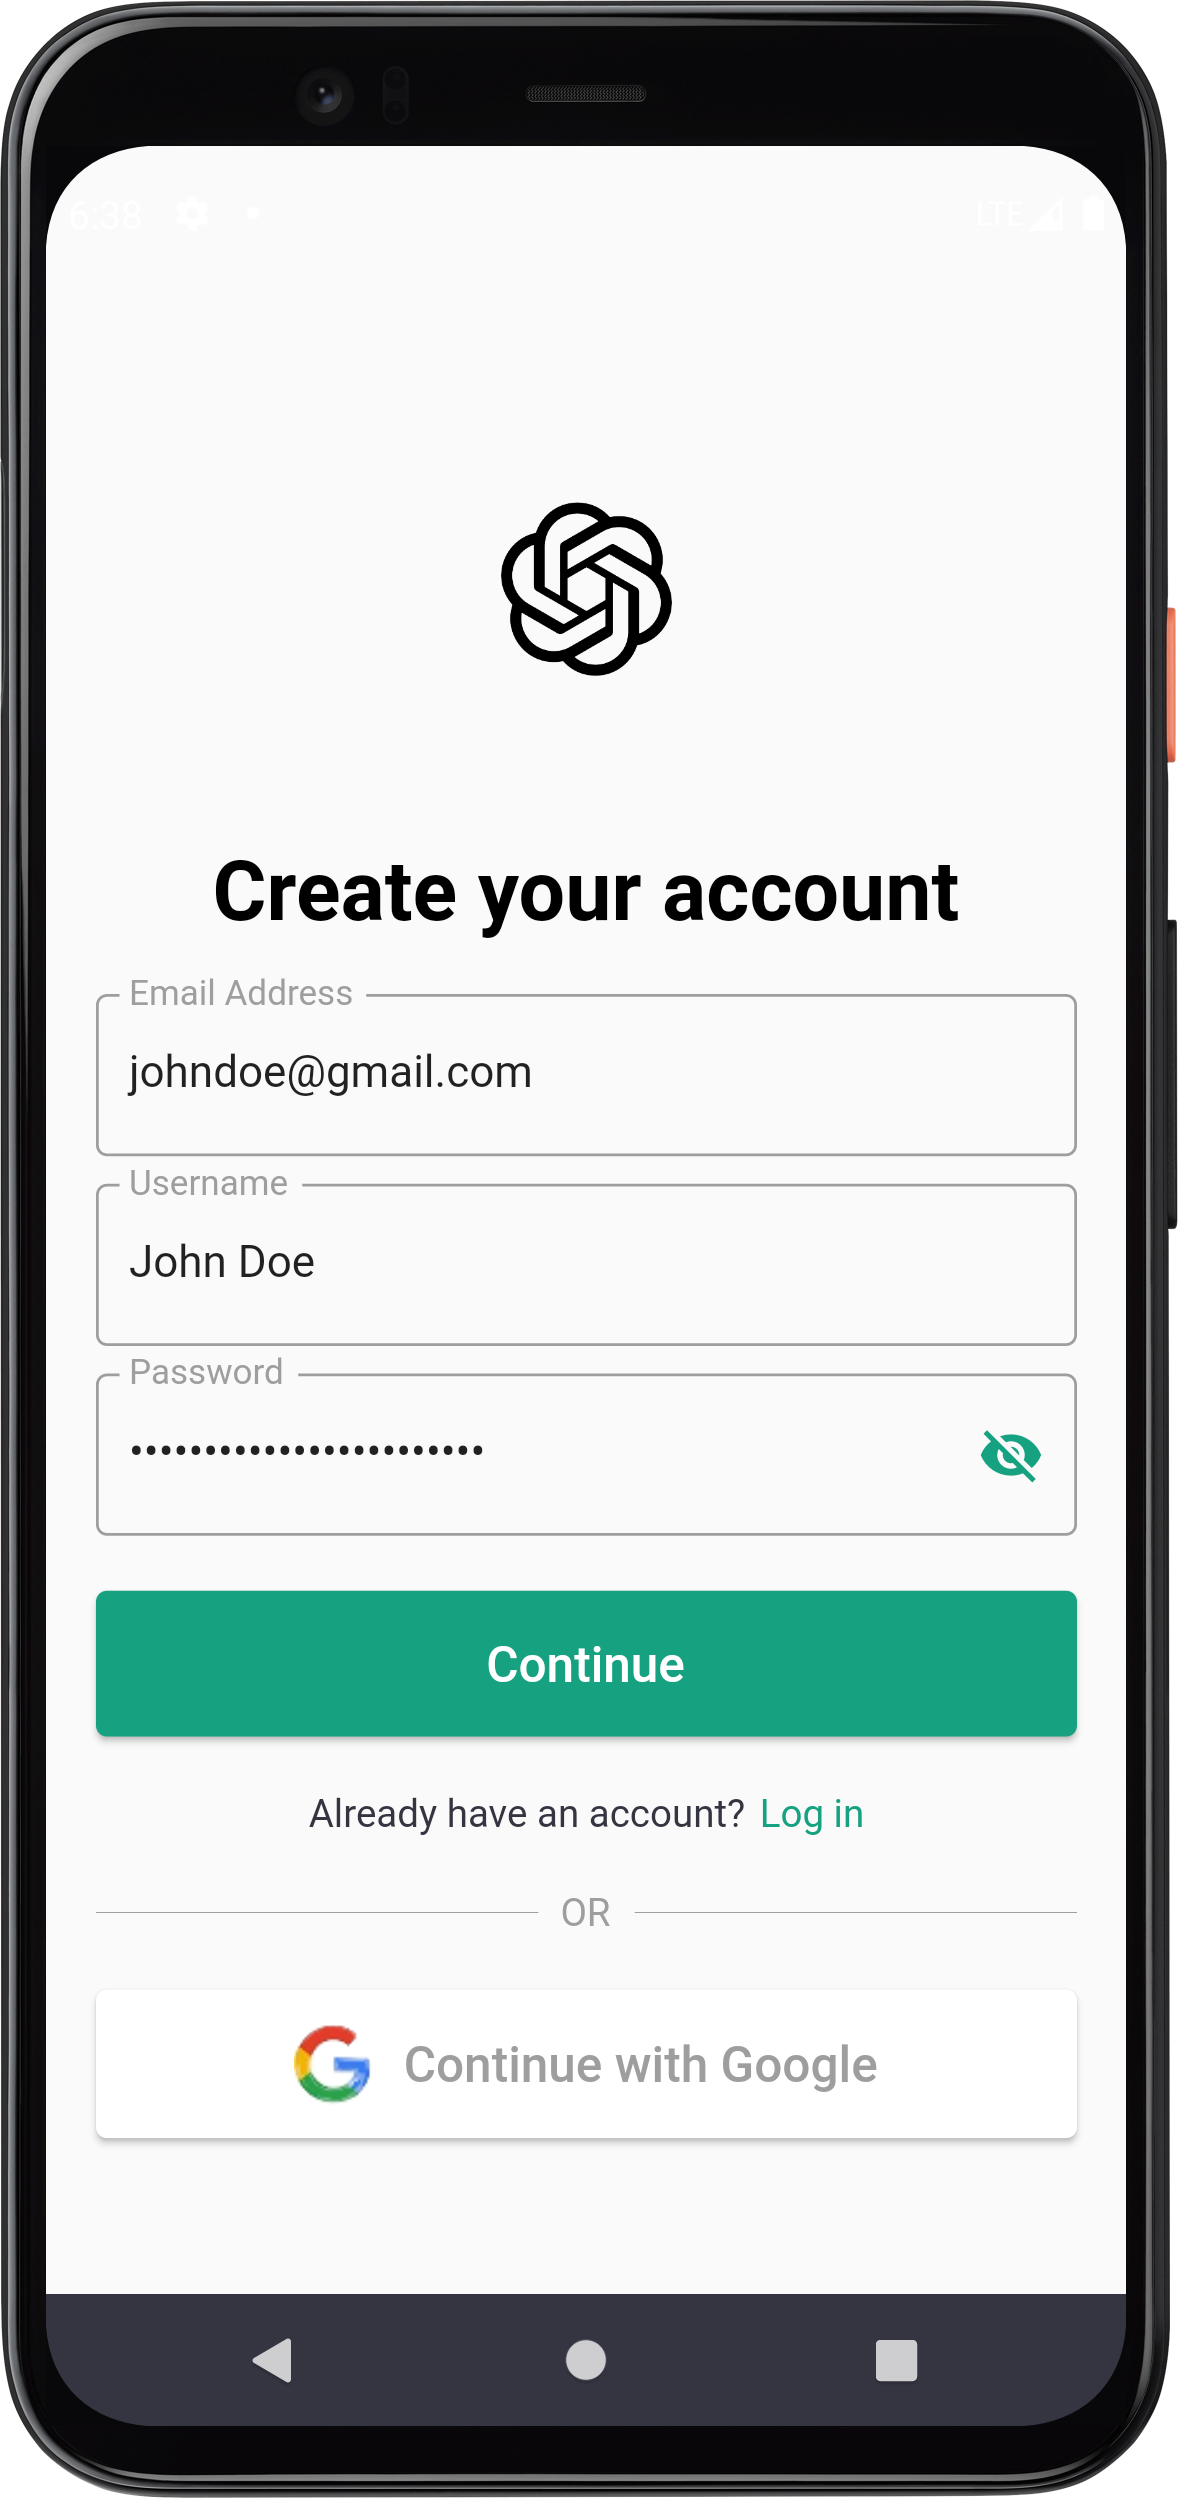 6:38 LTE
Create your account
Email Address
johndoe@gmail.com
Username
John Doe
Password
••••••••••••••••••••••••
Continue
Already have an account? Log in
OR
Continue with Google